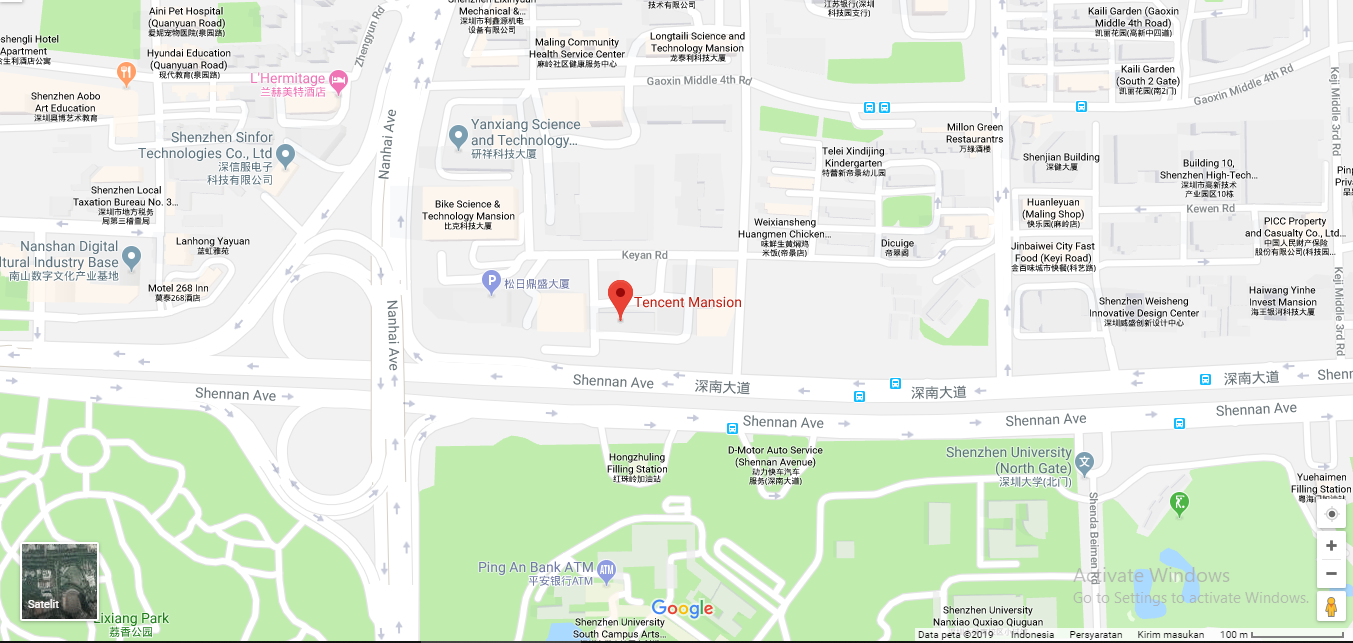 Aini Pet Hospital
(Quanyuan Road)
爱妮宠物医院(泉园路)
Hyundai Education
(Quanyuan Road)
现代教育(泉园路)
shengli Hotel
Apartment
Zhengyun Rd
Mechanical &...
深圳市利鑫源机电
设备有限公司
技术有限公司
Longtaili Science and
Technology Mansion
龙泰利科技大厦
Maling Community
Health Service Center
麻岭社区健康服务中心
江苏银行(深圳
科技园支行)
Kaili Garden (Gaoxin
Middle 4th Road)
凯丽花园(高新中四道)
Kaili Garden
(South 2 Gate)
凯丽花园(南2门)
Gaoxin Middle 4th Rd
Gaoxin Middle 4th Rd
Keji Middle 3rd Rd
L'Hermitage
兰赫美特酒店
Shenzhen Aobo
Art Education
深圳奥博艺术教育
Shenzhen Sinfor
Technologies Co., Ltd
深信服电子
科技有限公司
Nanhai Ave
Yanxiang Science
and Technology...
研祥科技大厦
Millon Green
Restaurantrs
万绿酒楼
Telei Xindijing
Kindergarten
特蕾新帝景幼儿园
Shenjian Building
深健大厦
Building 10,
Shenzhen High-Tech...
深圳市高新技术
产业园区10栋
Shenzhen Local
Taxation Bureau No. 3...
深圳市地方税务
局第三稽查局
Bike Science &
Technology Mansion
比克科技大厦
Huanleyuan
(Maling Shop)
快乐园(麻岭店)
Kewen Rd
PICC Property
and Casualty Co., Ltd...
中国人民财产保险
股份有限公司(科技园...
Weixiansheng
Huangmen Chicken...
味鲜生黄焖鸡
米饭(帝景店)
Dicuige
帝翠阁
Jinbaiwei City Fast
Food (Keyi Road)
金百味城市快餐(科艺路)
Nanshan Digital
ltural Industry Base
南山数字文化产业基地
Lanhong Yayuan
蓝虹雅苑
Motel 268 Inn
莫泰268酒店
Keyan Rd
P
松日鼎盛大厦
Tencent Mansion
Shenzhen Weisheng
Innovative Design Center
深圳威盛创新设计中心
Haiwang Yinhe
Invest Mansion
海王银河科技大厦
Keji Middle 3rd Rd
Nanhai Ave
Shennan Ave
深南大道
深南大道
深南大道
Shenn
Shennan Ave
Shennan Ave
Shennan Ave
Shennan Ave
Hongzhuling
Filling Station
红珠岭加油站
D-Motor Auto Service
(Shennan Avenue)
动力快车汽车
服务(深南大道)
Shenzhen University
(North Gate)
深圳大学(北门)
文
Yuehaimen
Filling Station
Shenda Beimen Rd
Ping An Bank ATM
平安银行ATM
ATM
Satelit
Lixiang Park
荔香公园
Google
Shenzhen University
South Campus Arts...
Shenzhen University
Nanxiao Quxiao Qiguan
Activate Windows
Go to Settings to activate Windows.
Data peta ©2019
Indonesia
Persyaratan
Kirim masukan
100 m